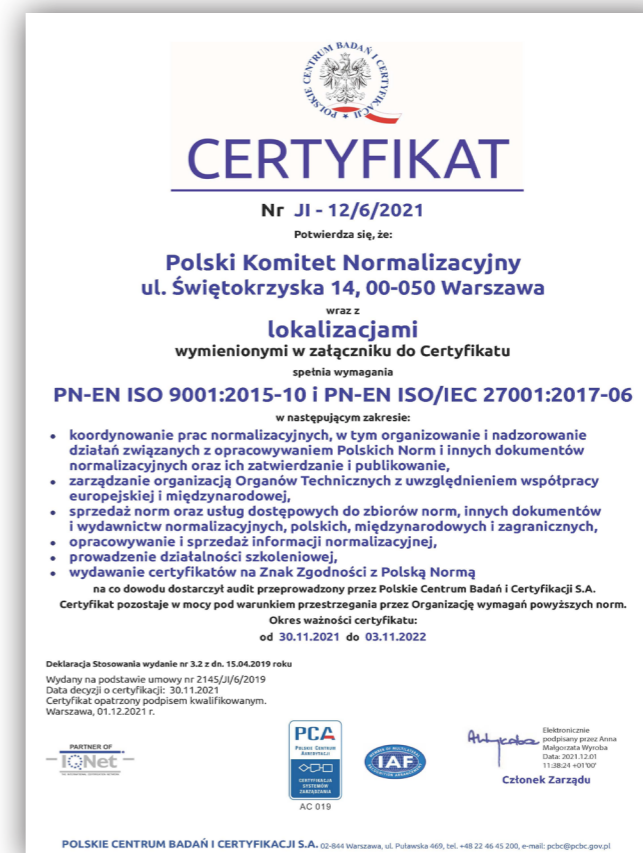 POLSKIE CENTRUM BADAŃ I CERTYFIKACJI
CERTYFIKAT
Nr JI - 12/6/2021
Potwierdza się, że:
Polski Komitet Normalizacyjny
ul. Świętokrzyska 14, 00-050 Warszawa
wraz z
lokalizacjami
wymienionymi w załączniku do Certyfikatu
spełnia wymagania
PN-EN ISO 9001:2015-10 i PN-EN ISO/IEC 27001:2017-06
w następującym zakresie:
• koordynowanie prac normalizacyjnych, w tym organizowanie i nadzorowanie
działań związanych z opracowywaniem Polskich Norm i innych dokumentów
normalizacyjnych oraz ich zatwierdzanie i publikowanie,
• zarządzanie organizacją Organów Technicznych z uwzględnieniem współpracy
europejskiej i międzynarodowej,
• sprzedaż norm oraz usług dostępowych do zbiorów norm, innych dokumentów
i wydawnictw normalizacyjnych, polskich, międzynarodowych i zagranicznych,
• opracowywanie i sprzedaż informacji normalizacyjnej,
• prowadzenie działalności szkoleniowej,
• wydawanie certyfikatów na Znak Zgodności z Polską Normą
na co dowodu dostarczył audit przeprowadzony przez Polskie Centrum Badań i Certyfikacji S.A.
Certyfikat pozostaje w mocy pod warunkiem przestrzegania przez Organizację wymagań powyższych norm.
Okres ważności certyfikatu:
od 30.11.2021 do 03.11.2022
Deklaracja Stosowania wydanie nr 3.2 z dn. 15.04.2019 roku
Wydany na podstawie umowy nr 2145/JI/6/2019
Data decyzji o certyfikacji: 30.11.2021
Certyfikat opatrzony podpisem kwalifikowanym.
Warszawa, 01.12.2021 r.
PARTNER OF
IQNet
PCA
POLSKIE CENTRUM
AKREDYTACJI
CERTYFIKACJA
SYSTEMÓW
ZARZĄDZANIA
AC 019
IAF
Elektronicznie
podpisany przez Anna
Małgorzata Wyroba
Data: 2021.12.01
11:38:24 +01'00'
Członek Zarządu
POLSKIE CENTRUM BADAŃ I CERTYFIKACJI S.A. 02-844 Warszawa, ul. Puławska 469, tel. +48 22 46 45 200, e-mail: pcbc@pcbc.gov.pl